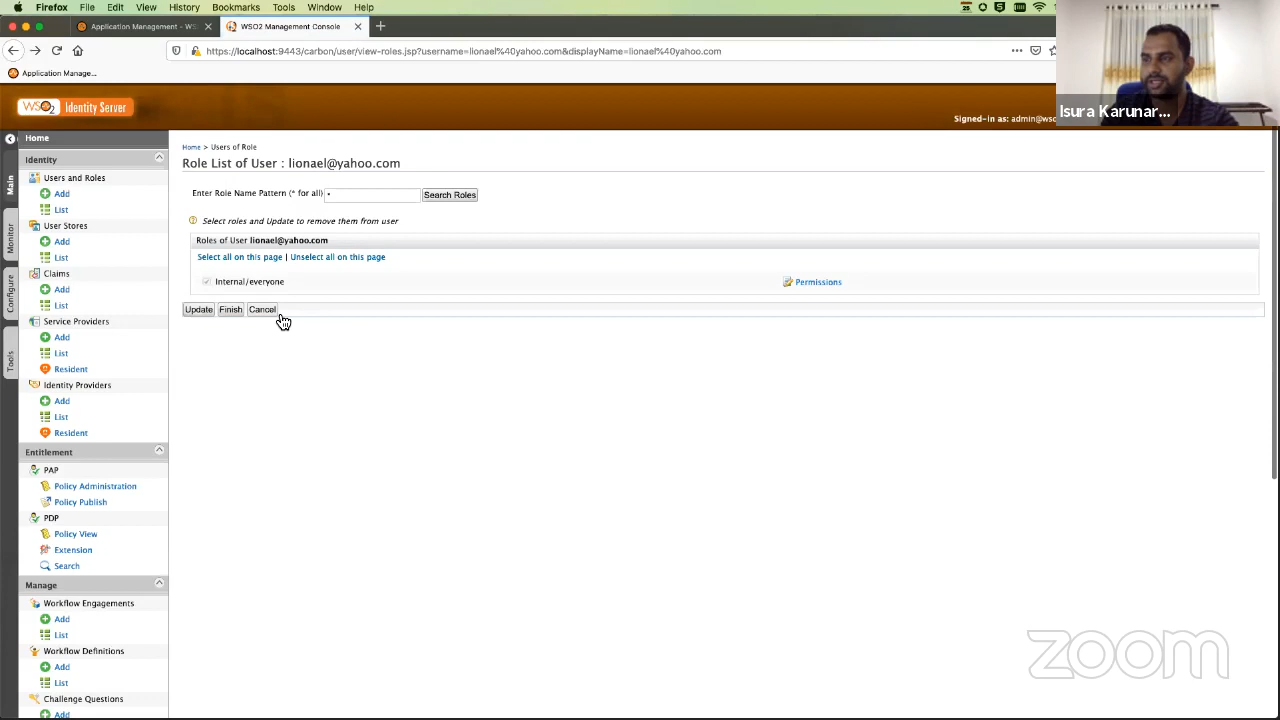 Firefox File Edit View History Bookmarks Tools Window Help
Application Management - WS
WSO2 Management Console
https://localhost:9443/carbon/user/view-roles.jsp?username=lionael%40yahoo.com&displayName=lionael%40yahoo.com
Application Manage...
WSO2 Identity Server
Signed-in as: admin@wso
Isura Karunar...
Home
Main
Monitor
Configure
Tools
Identity
Users and Roles
Add
List
User Stores
Add
List
Claims
Add
List
Service Providers
Add
List
Resident
Identity Providers
Add
List
Resident
Entitlement
PAP
Policy Administration
Policy Publish
PDP
Policy View
Extension
Search
Manage
Workflow Engagements
Add
List
Workflow Definitions
Add
List
Challenge Questions
Add
Home > Users of Role
Role List of User : lionael@yahoo.com
Enter Role Name Pattern (* for all) * Search Roles
Select roles and Update to remove them from user
Roles of User lionael@yahoo.com
Select all on this page | Unselect all on this page
Internal/everyone Permissions
Update Finish Cancel
zoom